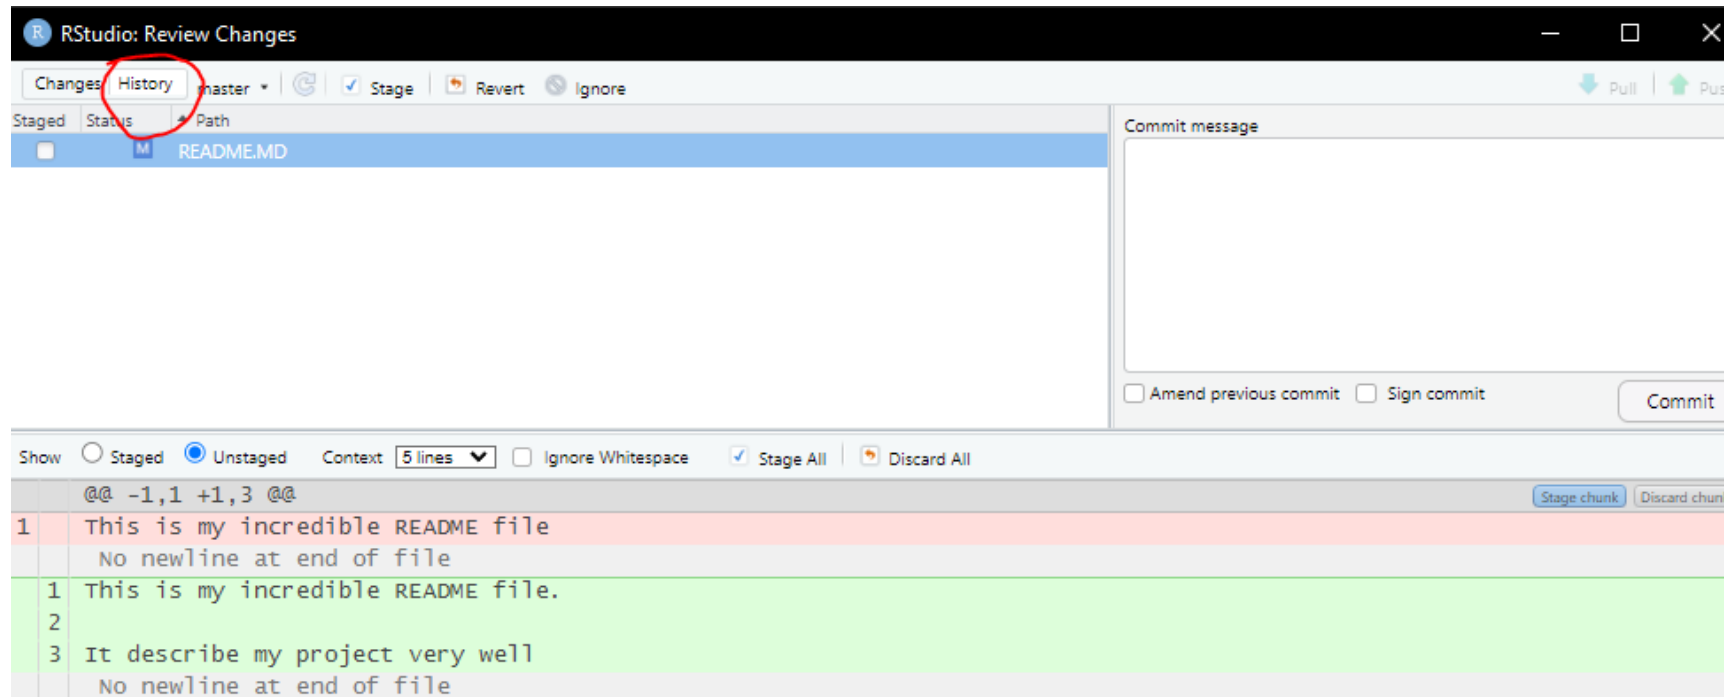 R RStudio: Review Changes
Changes History master Stage Revert Ignore Pull Pus
Staged Status Path
M README.MD
Commit message
Amend previous commit Sign commit
Commit
Show Staged Unstaged Context 5 lines Ignore Whitespace Stage All Discard All
@@ -1,1 +1,3 @@ Stage chunk Discard chun
1 This is my incredible README file
No newline at end of file
1 This is my incredible README file.
2
3 It describe my project very well
No newline at end of file